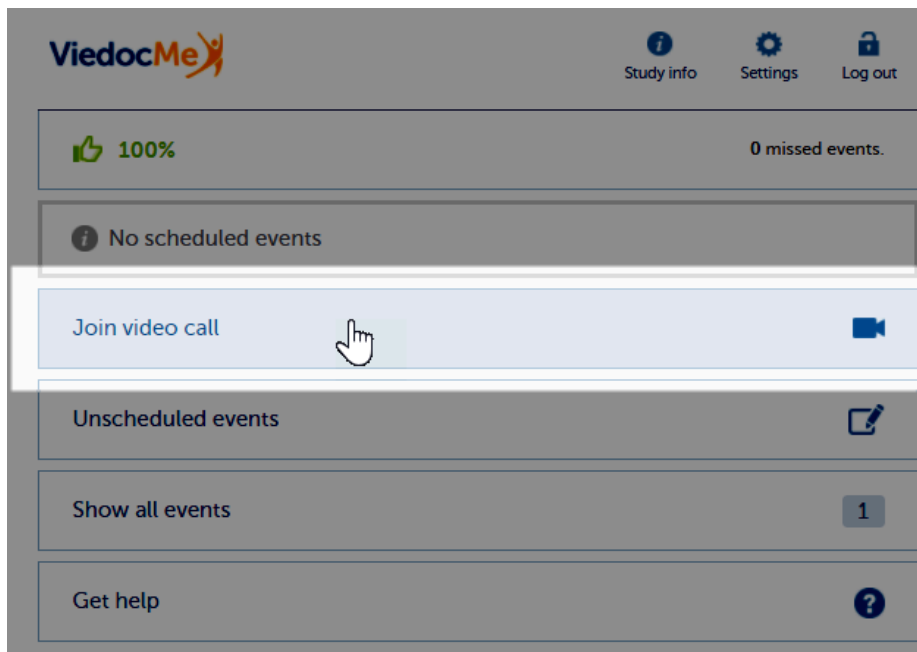 ViedocMe
Study info
Settings
Log out
100%
0 missed events.
No scheduled events
Join video call
Unscheduled events
Show all events
1
Get help